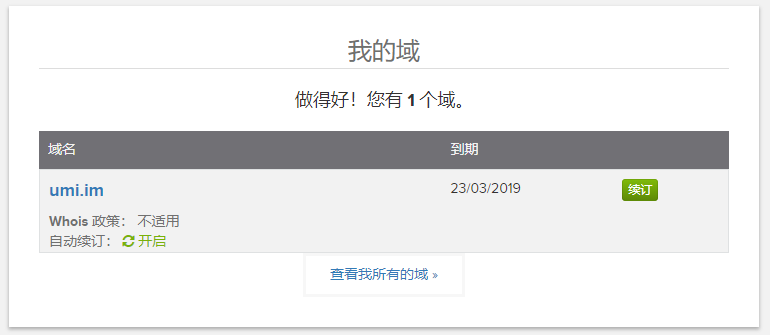 我的域
做得好！您有 1 个域。
域名 到期
umi.im 23/03/2019 续订
Whois 政策： 不适用
自动续订： 开启
查看我所有的域 »